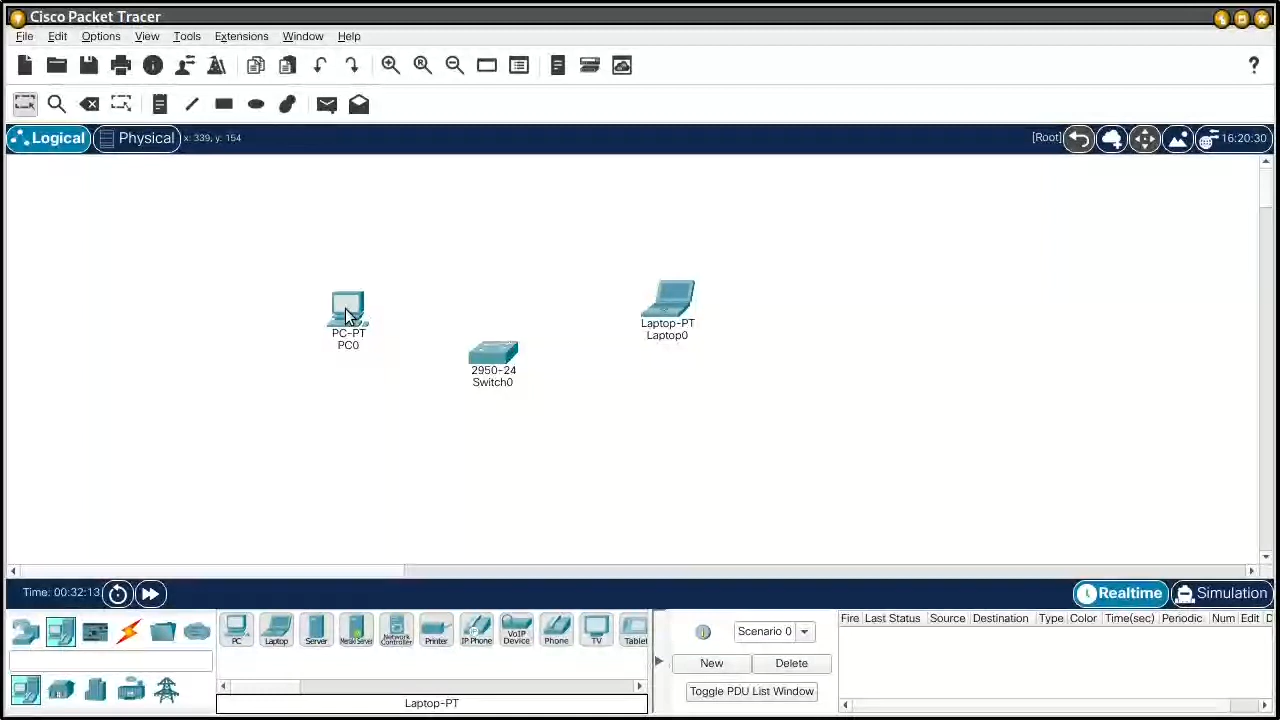 Cisco Packet Tracer
File Edit Options View Tools Extensions Window Help
?
Logical Physical x: 339, y: 154 [Root] 16:20:30
PC-PT
PC0
2950-24
Switch0
Laptop-PT
Laptop0
Time: 00:32:13 Realtime Simulation
PC Laptop Server Meraki Server Network Controller Printer IP Phone VoIP Device Phone TV Tablet
Laptop-PT
Scenario 0
New Delete
Toggle PDU List Window
Fire Last Status Source Destination Type Color Time(sec) Periodic Num Edit D